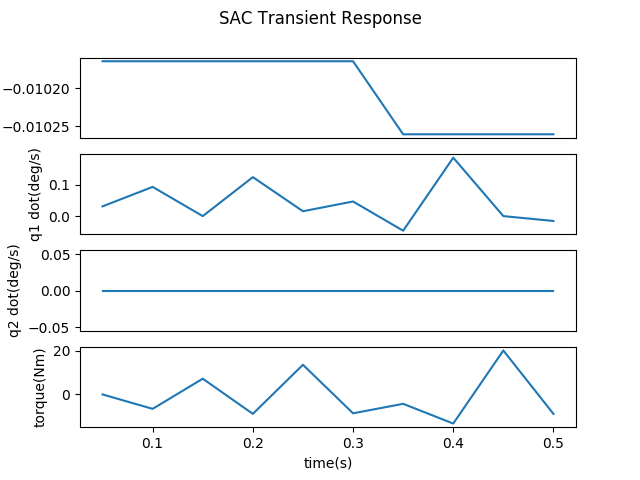 SAC Transient Response
−0.01020
−0.01025
q1 dot(deg/s)
0.1
0.0
q2 dot(deg/s)
0.05
0.00
−0.05
torque(Nm)
20
0
0.1 0.2 0.3 0.4 0.5
time(s)